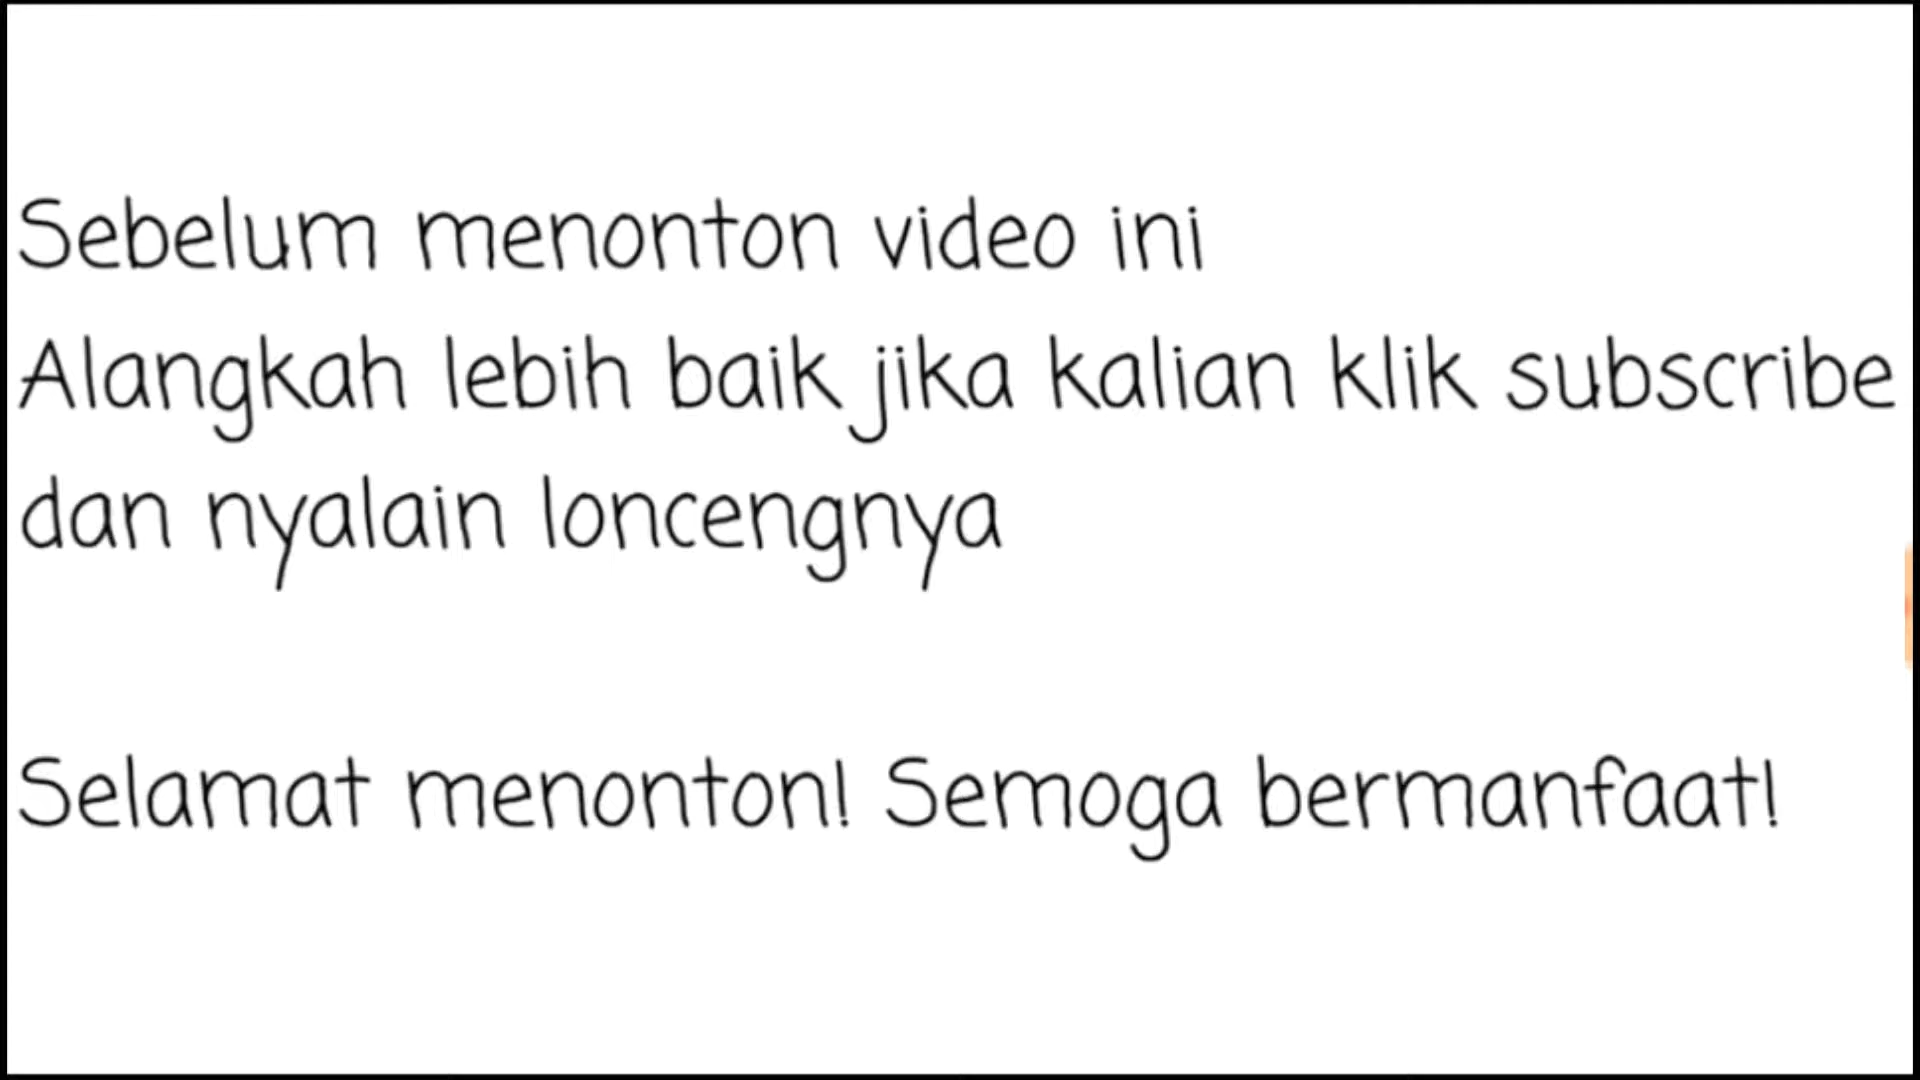 Sebelum menonton video ini
Alangkah lebih baik jika kalian klik subscribe
dan nyalain loncengnya
Selamat menonton! Semoga bermanfaat!